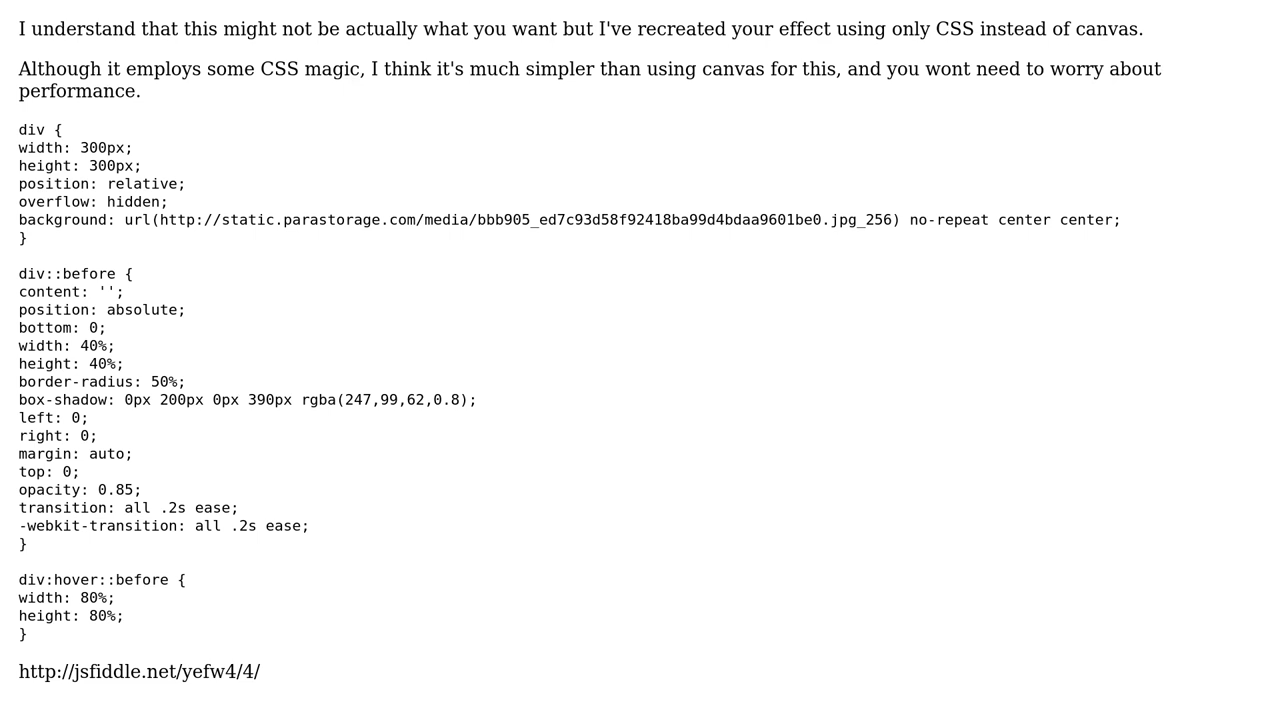 I understand that this might not be actually what you want but I've recreated your effect using only CSS instead of canvas.
Although it employs some CSS magic, I think it's much simpler than using canvas for this, and you wont need to worry about
performance.
div {
width: 300px;
height: 300px;
position: relative;
overflow: hidden;
background: url(http://static.parastorage.com/media/bbb905_ed7c93d58f92418ba99d4bdaa9601be0.jpg_256) no-repeat center center;
}
div::before {
content: '';
position: absolute;
bottom: 0;
width: 40%;
height: 40%;
border-radius: 50%;
box-shadow: 0px 200px 0px 390px rgba(247,99,62,0.8);
left: 0;
right: 0;
margin: auto;
top: 0;
opacity: 0.85;
transition: all .2s ease;
-webkit-transition: all .2s ease;
}
div:hover::before {
width: 80%;
height: 80%;
}
http://jsfiddle.net/yefw4/4/